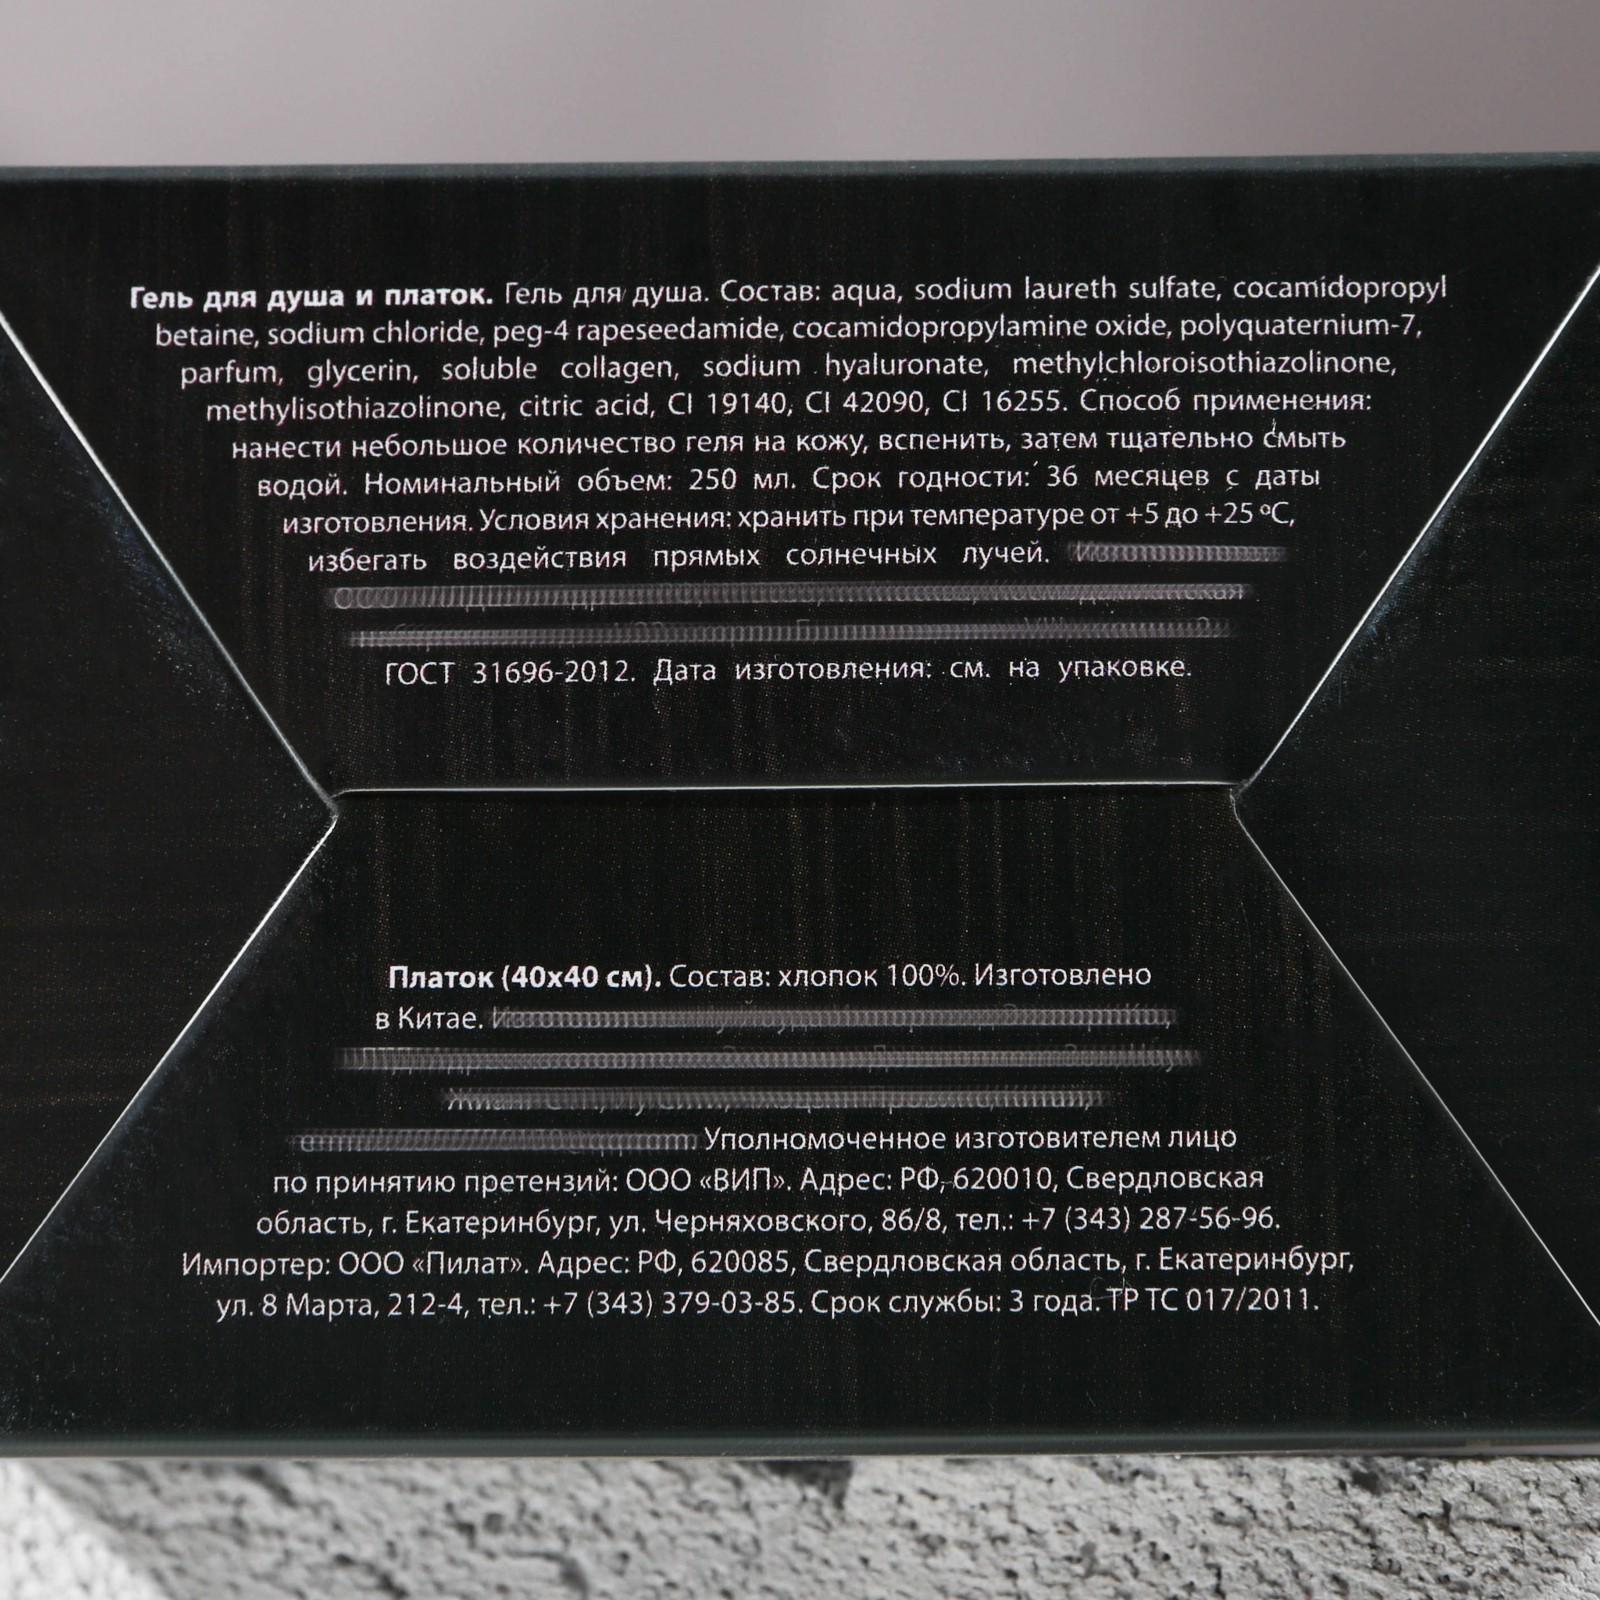 Гель для душа и платок. Гель для душа. Состав: aqua, sodium laureth sulfate, cocamidopropyl
betaine, sodium chloride, peg-4 rapeseedamide, cocamidopropylamine oxide, polyquaternium-7,
parfum, glycerin, soluble collagen, sodium hyaluronate, methylchloroisothiazolinone,
methylisothiazolinone, citric acid, CI 19140, CI 42090, CI 16255. Способ применения:
нанести небольшое количество геля на кожу, вспенить, затем тщательно смыть
водой. Номинальный объем: 250 мл. Срок годности: 36 месяцев с даты
изготовления. Условия хранения: хранить при температуре от +5 до +25 ºC,
избегать воздействия прямых солнечных лучей.
ГОСТ 31696-2012. Дата изготовления: см. на упаковке.
Платок (40х40 см). Состав: хлопок 100%. Изготовлено
в Китае.
Уполномоченное изготовителем лицо
по принятию претензий: ООО «ВИП». Адрес: РФ, 620010, Свердловская
область, г. Екатеринбург, ул. Черняховского, 86/8, тел.: +7 (343) 287-56-96.
Импортер: ООО «Пилат». Адрес: РФ, 620085, Свердловская область, г. Екатеринбург,
ул. 8 Марта, 212-4, тел.: +7 (343) 379-03-85. Срок службы: 3 года. ТР ТС 017/2011.